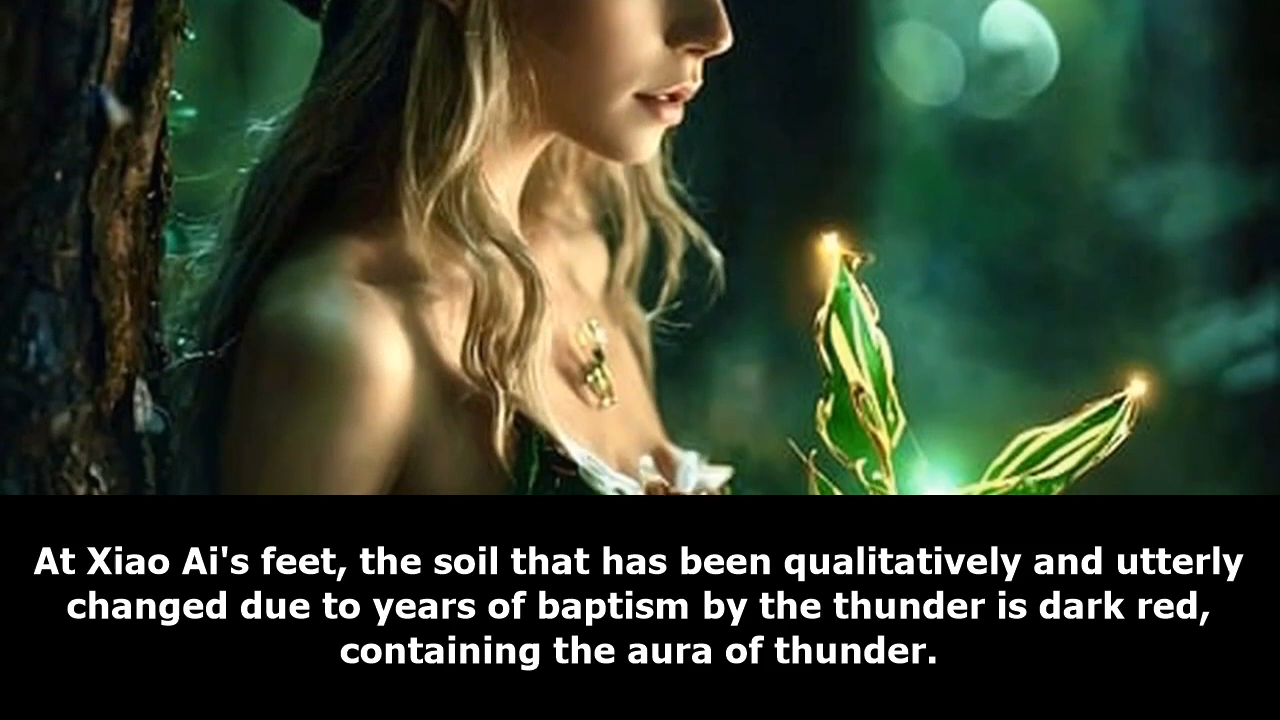 At Xiao Ai's feet, the soil that has been qualitatively and utterly
changed due to years of baptism by the thunder is dark red,
containing the aura of thunder.